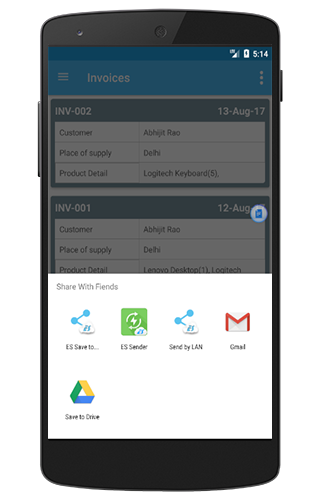 5:14
Invoices
INV-002 13-Aug-17
Customer Abhijit Rao
Place of supply Delhi
Product Detail Logitech Keyboard(5),
INV-001 12-Aug-
Customer Abhijit Rao
Place of supply Delhi
Product Detail Lenovo Desktop(1), Logitech
Share With Fiends
ES Save to... ES Sender Send by LAN Gmail
Save to Drive